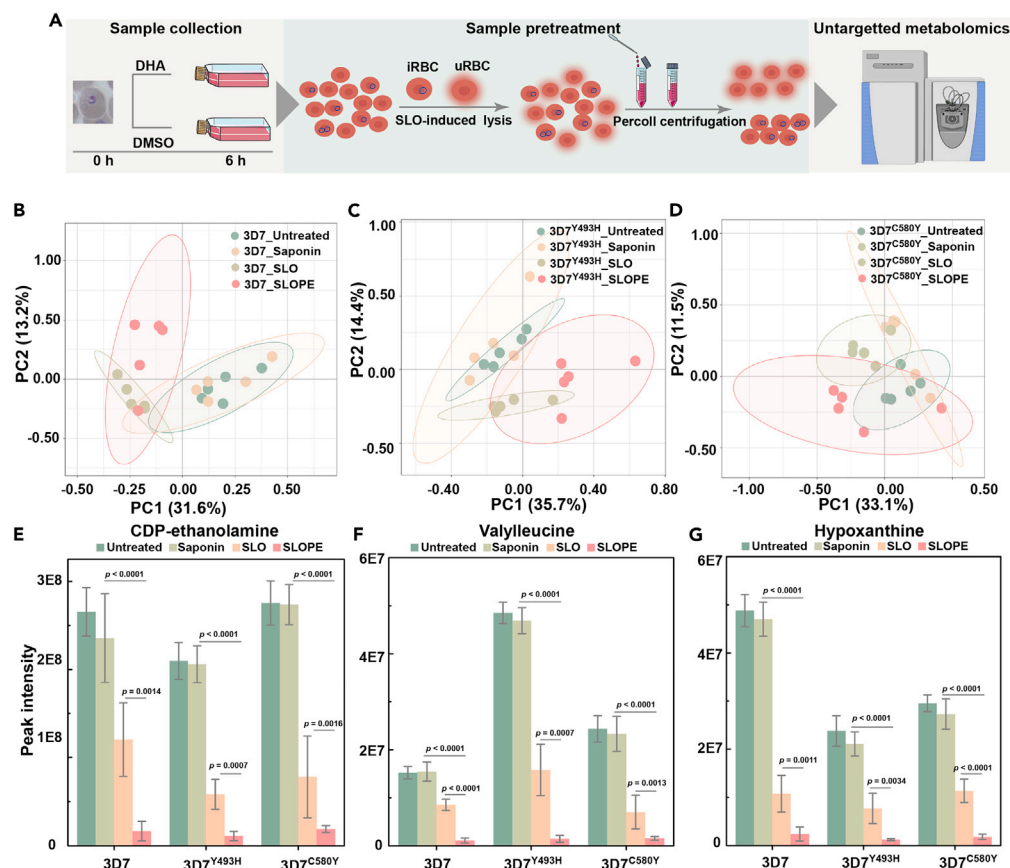 A
Sample collection
Sample pretreatment
Untargetted metabolomics
DHA
DMSO
0 h
6 h
iRBC
uRBC
SLO-induced lysis
Percoll centrifugation
B
3D7_Untreated
3D7_Saponin
3D7_SLO
3D7_SLOPE
PC2 (13.2%)
1.00
0.50
0.00
-0.50
-0.50 -0.25 0.00 0.25 0.50
PC1 (31.6%)
C
3D7Y493H_Untreated
3D7Y493H_Saponin
3D7Y493H_SLO
3D7Y493H_SLOPE
PC2 (14.4%)
1.00
0.50
0.00
-0.50
-0.40 0.00 0.40 0.80
PC1 (35.7%)
D
3D7C580Y_Untreated
3D7C580Y_Saponin
3D7C580Y_SLO
3D7C580Y_SLOPE
PC2 (11.5%)
1.00
0.50
0.00
-0.50
-1.00 -0.50 0.00 0.50 1.00
PC1 (33.1%)
E
CDP-ethanolamine
Untreated Saponin SLO SLOPE
Peak intensity
3E8
2E8
1E8
0
p < 0.0001
p = 0.0014
p < 0.0001
p = 0.0007
p < 0.0001
p = 0.0016
3D7 3D7Y493H 3D7C580Y
F
Valylleucine
Untreated Saponin SLO SLOPE
6E7
4E7
2E7
0
p < 0.0001
p < 0.0001
p < 0.0001
p = 0.0007
p < 0.0001
p = 0.0013
3D7 3D7Y493H 3D7C580Y
G
Hypoxanthine
Untreated Saponin SLO SLOPE
6E7
4E7
2E7
0
p < 0.0001
p = 0.0011
p < 0.0001
p = 0.0034
p < 0.0001
p < 0.0001
3D7 3D7Y493H 3D7C580Y